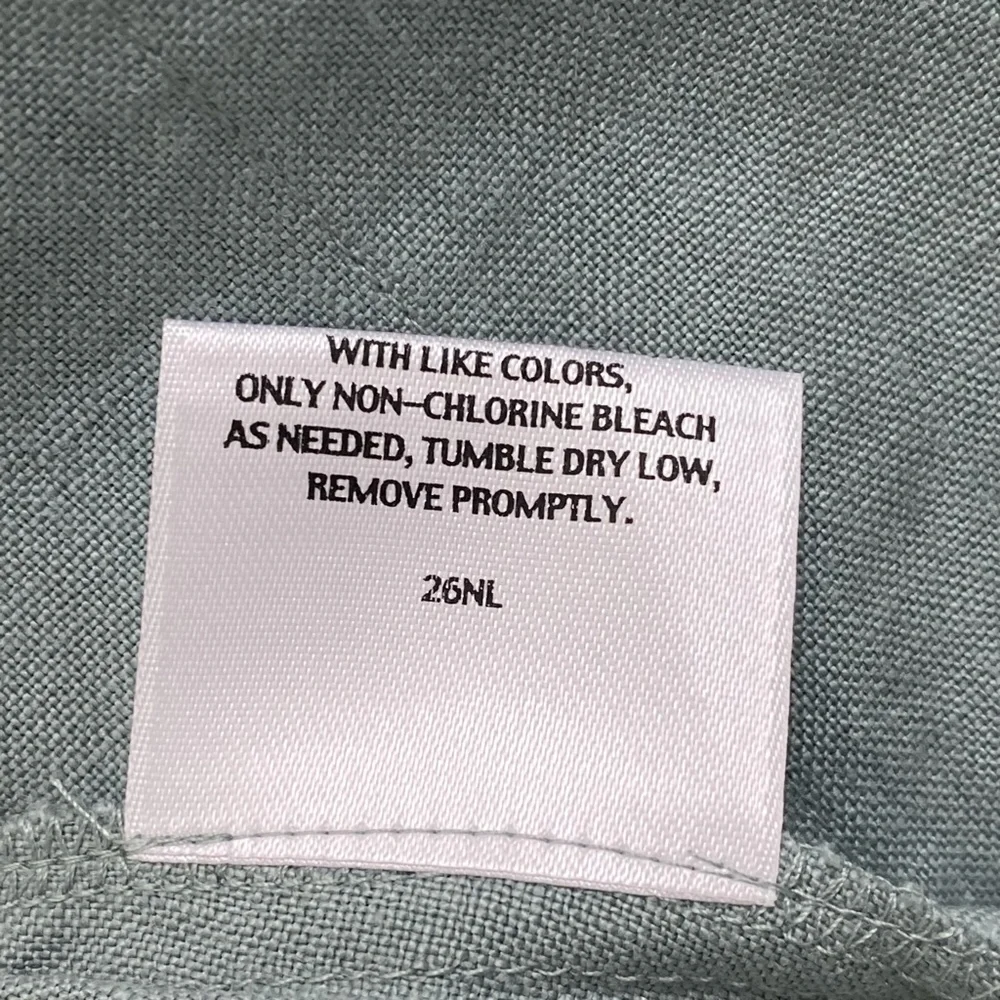 WITH LIKE COLORS,
ONLY NON-CHLORINE BLEACH
AS NEEDED, TUMBLE DRY LOW,
REMOVE PROMPTLY.
26NL